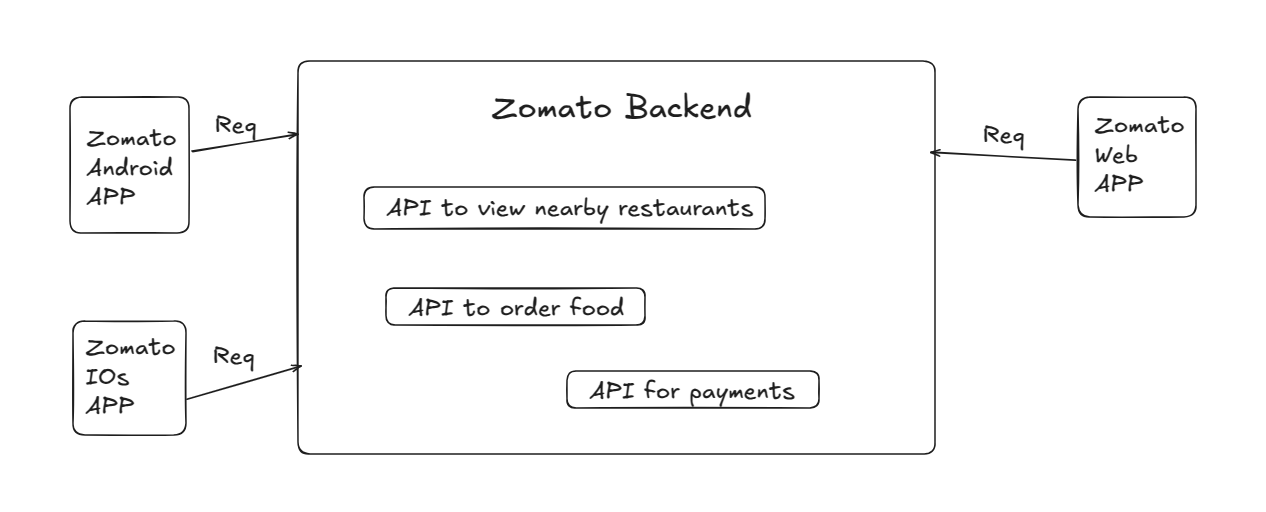 Zomato Backend
Zomato
Android
APP
Req
Req
Zomato
Web
APP
API to view nearby restaurants
API to order food
Zomato
IOs
APP
Req
API for payments